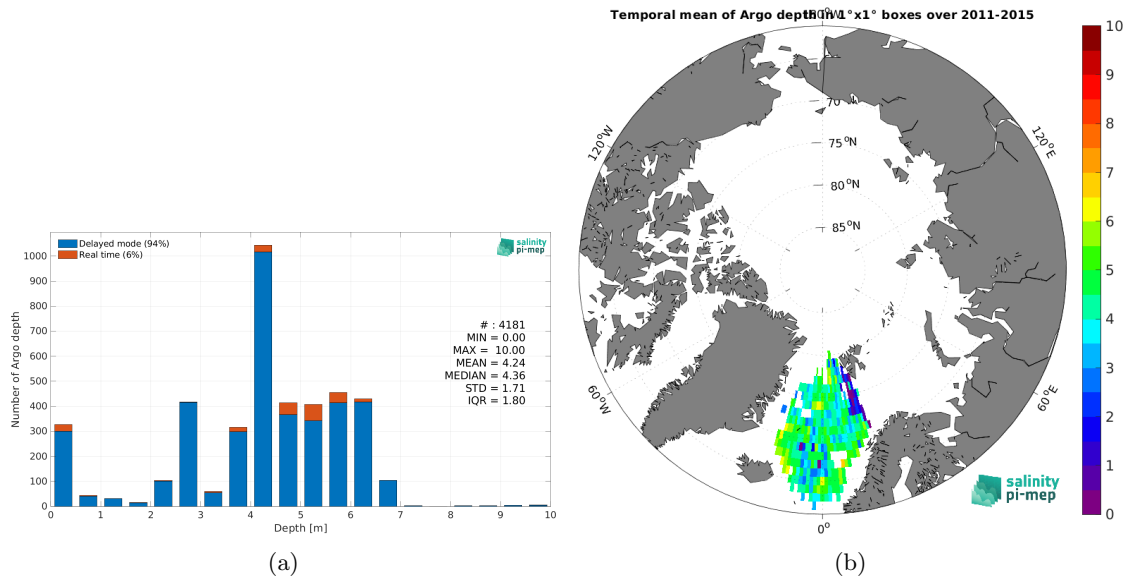 Temporal mean of Argo depth in 1°x1° boxes over 2011-2015
Delayed mode (94%)
Real time (6%)
salinity
pi-mep
# : 4181
MIN = 0.00
MAX = 10.00
MEAN = 4.24
MEDIAN = 4.36
STD = 1.71
IQR = 1.80
Number of Argo depth
1000
900
800
700
600
500
400
300
200
100
0
0 1 2 3 4 5 6 7 8 9 10
Depth [m]
(a)
120°W
120°E
75°N
80°N
85°N
60°W
60°E
0°
salinity
pi-mep
10
9
8
7
6
5
4
3
2
1
0
(b)